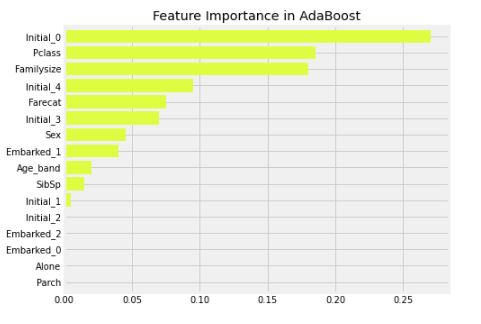 Feature Importance in AdaBoost
Initial_0
Pclass
Familysize
Initial_4
Farecat
Initial_3
Sex
Embarked_1
Age_band
SibSp
Initial_1
Initial_2
Embarked_2
Embarked_0
Alone
Parch
0.00 0.05 0.10 0.15 0.20 0.25